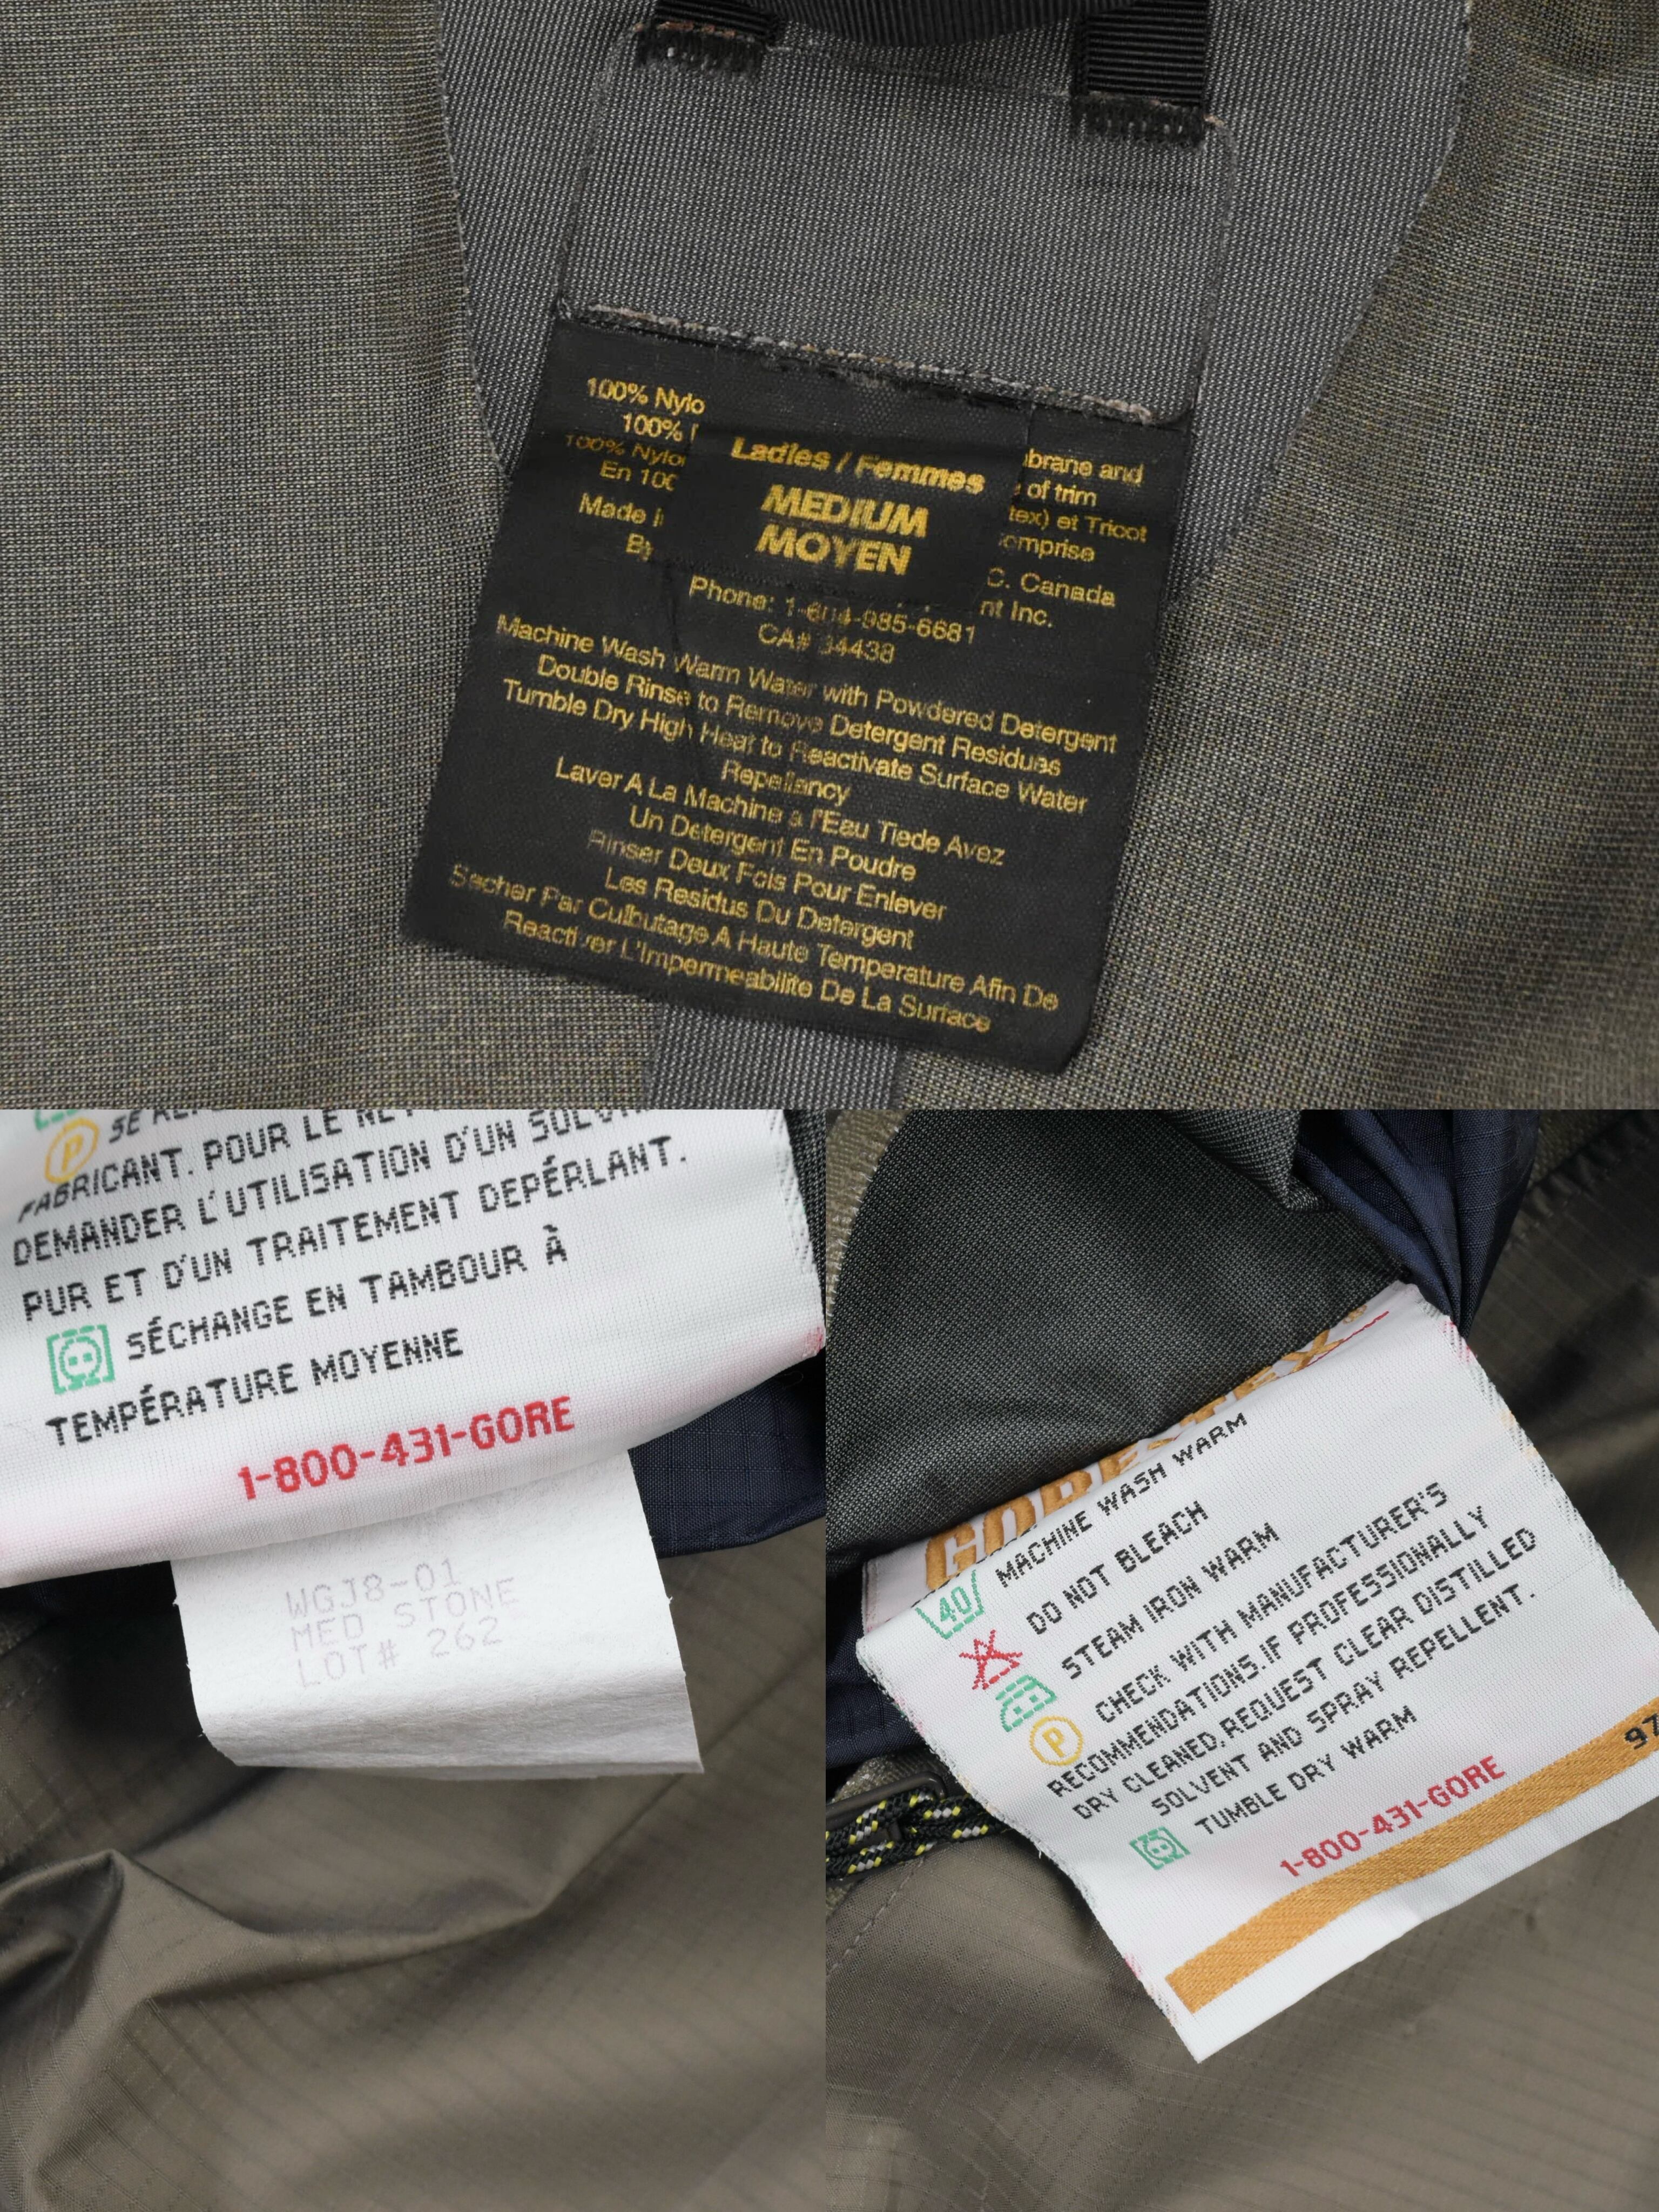 100% Nylo
100%
100% Nylo
En 100
Made
By
Ladies / Femmes
MEDIUM
MOYEN
brane and
of trim
tex) et Tricot
omprise
C. Canada
nt Inc.
Phone: 1-604-985-6681
CA# 34438
Machine Wash Warm Water with Powdered Detergent
Double Rinse to Remove Detergent Residues
Tumble Dry High Heat to Reactivate Surface Water
Repellancy
Laver A La Machine a l'Eau Tiede Avez
Un Detergent En Poudre
Rinser Deux Fois Pour Enlever
Les Residus Du Detergent
Secher Par Culbutage A Haute Temperature Afin De
Reactiver L'Impermeabilite De La Surface
P SE
FABRICANT. POUR LE
DEMANDER L'UTILISATION D'UN
PUR ET D'UN TRAITEMENT DEPÉRLANT.
SÉCHANGE EN TAMBOUR À
TEMPÉRATURE MOYENNE
1-800-431-GORE
WGJ8-01
MED STONE
LOT# 262
GORE-TEX®
40 MACHINE WASH WARM
DO NOT BLEACH
STEAM IRON WARM
P CHECK WITH MANUFACTURER'S
RECOMMENDATIONS. IF PROFESSIONALLY
DRY CLEANED, REQUEST CLEAR DISTILLED
SOLVENT AND SPRAY REPELLENT.
TUMBLE DRY WARM
1-800-431-GORE
97